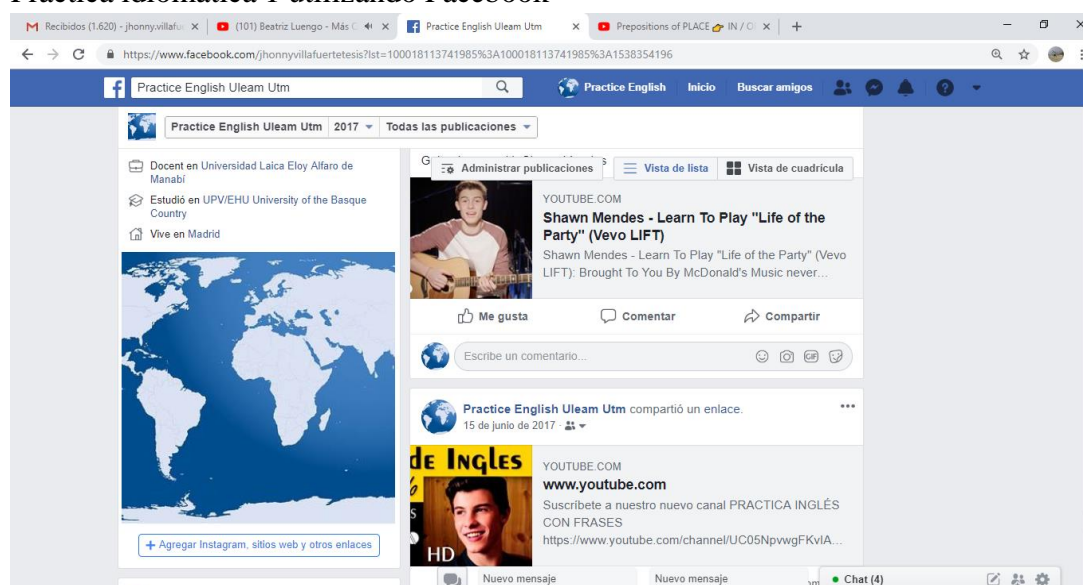 Práctica idiomática 1 utilizando Facebook
Recibidos (1.620) - jhonny.villafu
(101) Beatriz Luengo - Más
Practice English Uleam Utm
Prepositions of PLACE 👉 IN / O
https://www.facebook.com/jhonnyvillafuertetesis?lst=100018113741985%3A100018113741985%3A1538354196
Practice English Uleam Utm
Practice English
Inicio
Buscar amigos
Practice English Uleam Utm
2017
Todas las publicaciones
Docent en Universidad Laica Eloy Alfaro de
Manabí
Estudió en UPV/EHU University of the Basque
Country
Vive en Madrid
Administrar publicaciones
Vista de lista
Vista de cuadrícula
YOUTUBE.COM
Shawn Mendes - Learn To Play "Life of the
Party" (Vevo LIFT)
Shawn Mendes - Learn To Play "Life of the Party" (Vevo
LIFT): Brought To You By McDonald's Music never...
Me gusta
Comentar
Compartir
Escribe un comentario...
GIF
+ Agregar Instagram, sitios web y otros enlaces
Practice English Uleam Utm compartió un enlace.
15 de junio de 2017
de Ingles
HD
YOUTUBE.COM
www.youtube.com
Suscribete a nuestro nuevo canal PRACTICA INGLÉS
CON FRASES
https://www.youtube.com/channel/UC05NpvwgFKvIA...
Nuevo mensaje
Nuevo mensaje
Chat (4)